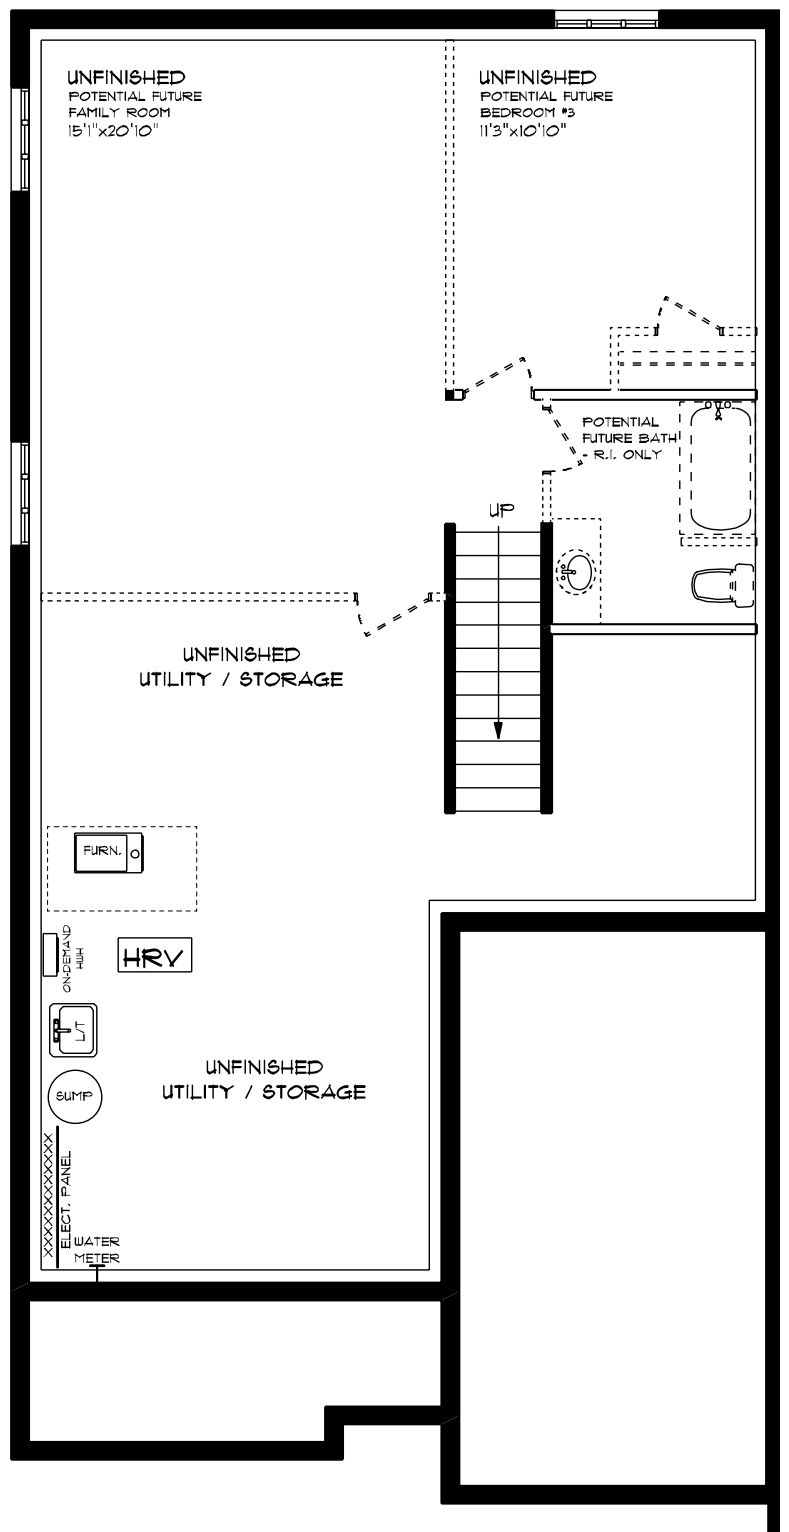 UNFINISHED
POTENTIAL FUTURE
FAMILY ROOM
15'1"x20'10"
UNFINISHED
POTENTIAL FUTURE
BEDROOM #3
11'3"x10'10"
POTENTIAL
FUTURE BATH
- R.I. ONLY
UP
UNFINISHED
UTILITY / STORAGE
FURN.
ON-DEMAND
HWH
HRV
L/T
UNFINISHED
UTILITY / STORAGE
SUMP
XXXXXXXXXXXXX
ELECT. PANEL
WATER
METER